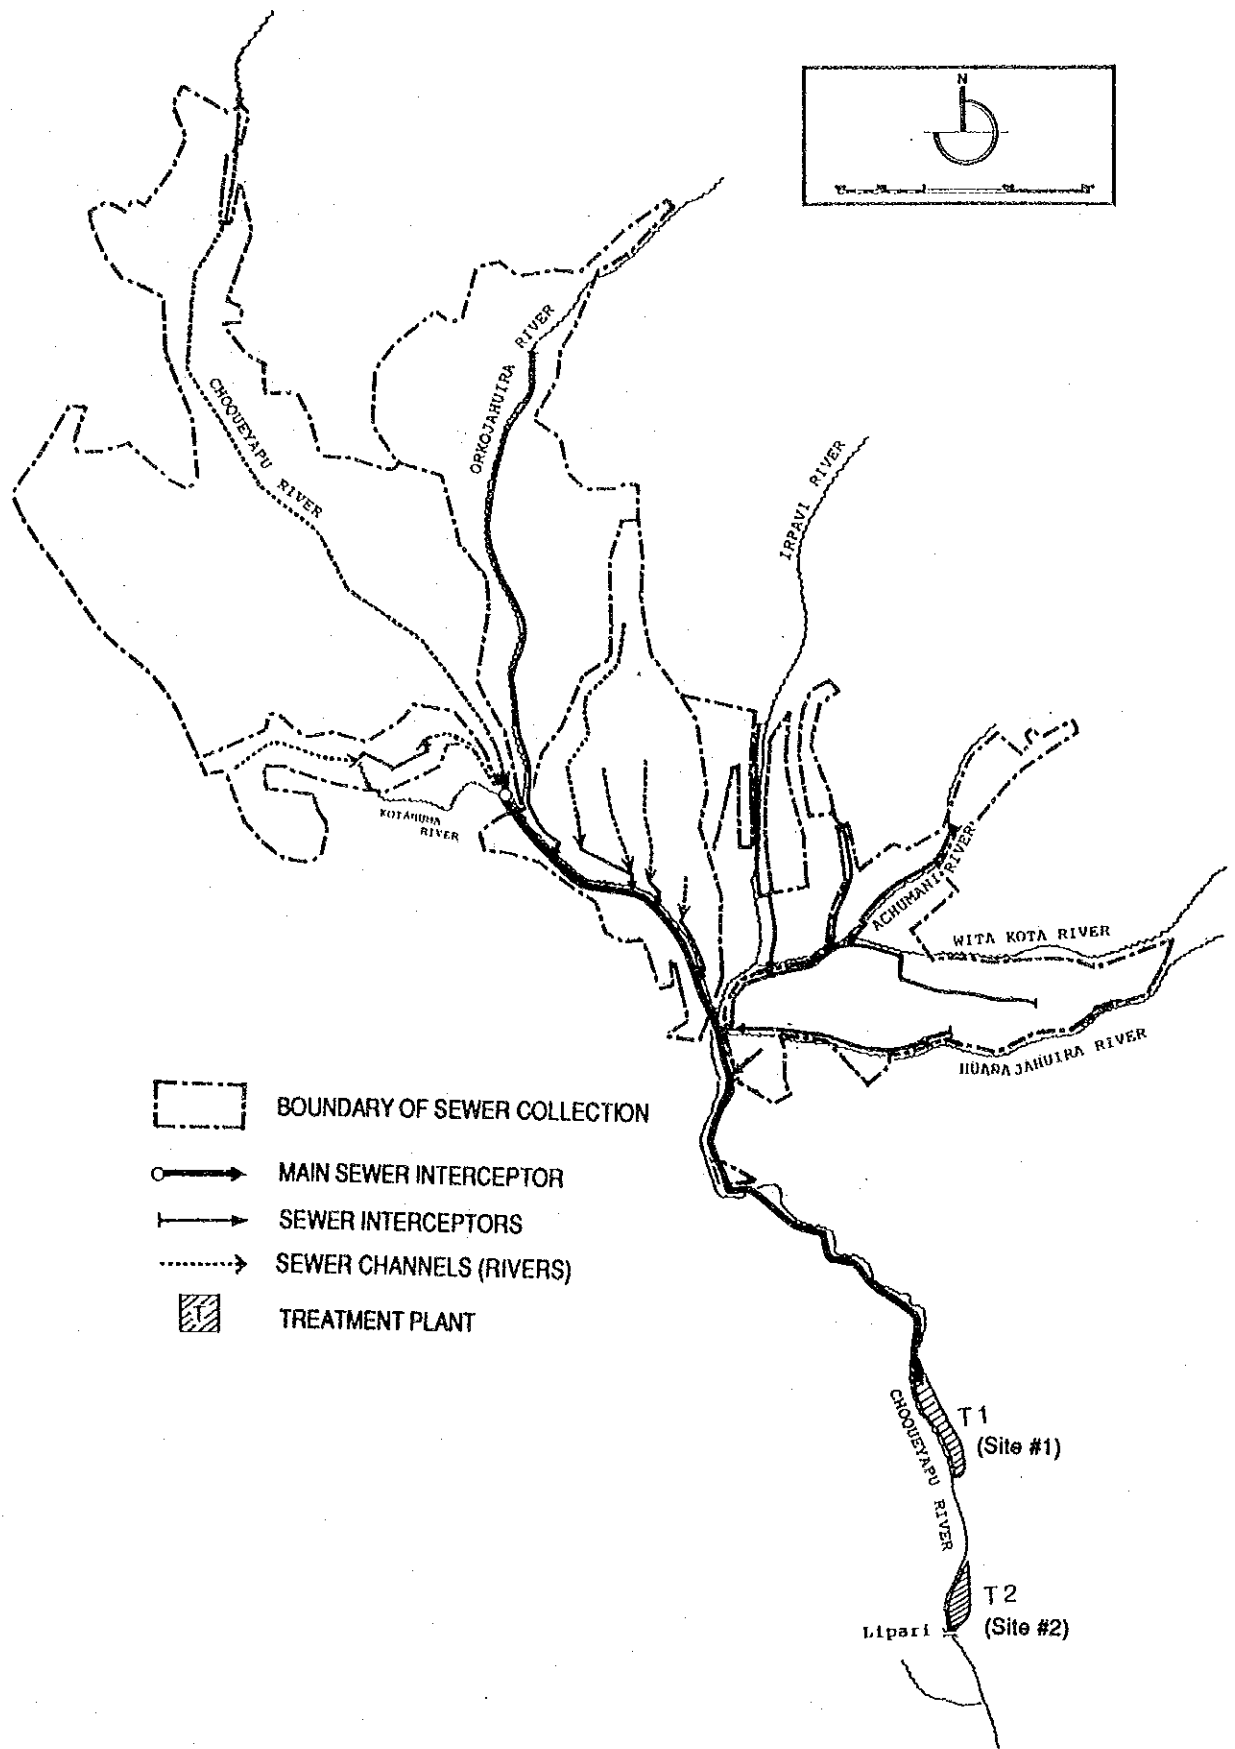 N
ORKOJAHUIRA RIVER
CHOQUEYAPU RIVER
IRPAVI RIVER
RIVER
ACHUMANI RIVER
WITA KOTA RIVER
HUARAJAHUIRA RIVER
BOUNDARY OF SEWER COLLECTION
MAIN SEWER INTERCEPTOR
SEWER INTERCEPTORS
SEWER CHANNELS (RIVERS)
T
TREATMENT PLANT
CHOQUEYAPU RIVER
T1
(Site #1)
T2
(Site #2)
Lipari